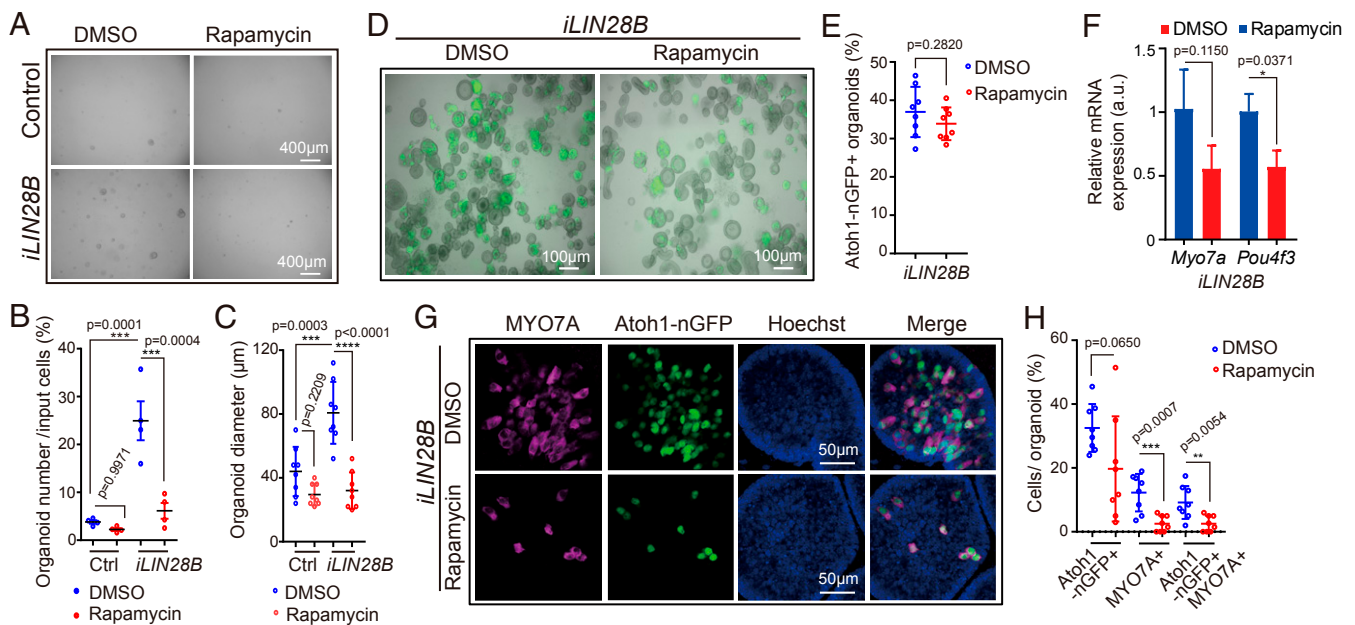 A
DMSO
Rapamycin
Control
400µm
400µm
iLIN28B
400µm
400µm
B
p=0.0001
***
***
p=0.0004
p=0.9971
Organoid number /input cells (%)
40
30
20
10
0
Ctrl
iLIN28B
DMSO
Rapamycin
C
p=0.0003
p<0.0001
***
****
p=0.2209
Organoid diameter (µm)
120
80
40
0
Ctrl
iLIN28B
DMSO
Rapamycin
D
iLIN28B
DMSO
Rapamycin
100µm
100µm
E
p=0.2820
DMSO
Rapamycin
Atoh1-nGFP+ organoids (%)
50
40
30
20
10
0
iLIN28B
F
DMSO
Rapamycin
p=0.1150
p=0.0371
*
Relative mRNA
expression (a.u.)
1.5
1
0.5
0
Myo7a
Pou4f3
iLIN28B
G
MYO7A
Atoh1-nGFP
Hoechst
Merge
iLIN28B
DMSO
50µm
50µm
Rapamycin
50µm
50µm
H
p=0.0650
DMSO
Rapamycin
p=0.0007
***
p=0.0054
**
Cells/ organoid (%)
60
40
20
0
Atoh1
-nGFP+
MYO7A+
Atoh1
-nGFP+
MYO7A+